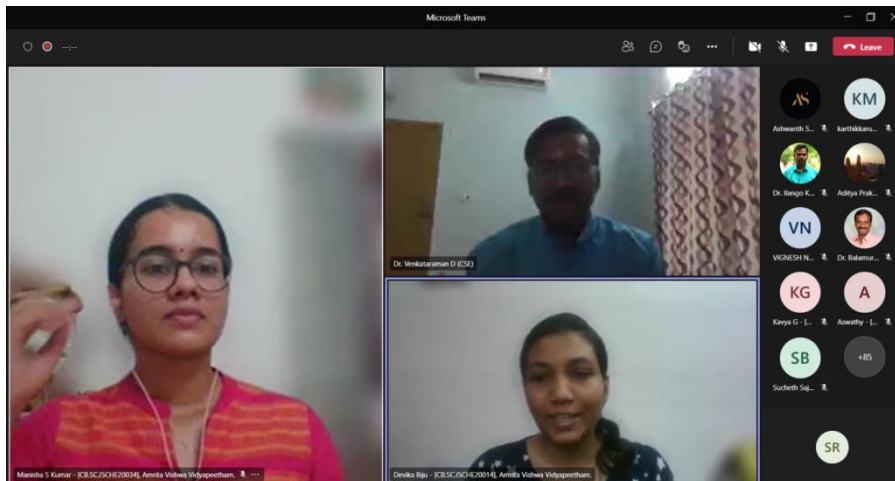 Microsoft Teams
--:--
Leave
Manisha S Kumar - [CB.SC.I5CHE20034], Amrita Vishwa Vidyapeetham.
Dr. Venkataraman D (CSE)
Devika Biju - [CB.SC.I5CHE20014], Amrita Vishwa Vidyapeetham.
AS
Ashwanth S...
KM
karthikkaru...
Dr. Ilango K...
Aditya Prak...
VN
VIGNESH N...
Dr. Balamur...
KG
Kavya G - [...
A
Aswathy - [...
SB
Sucheth Saj...
+85
SR